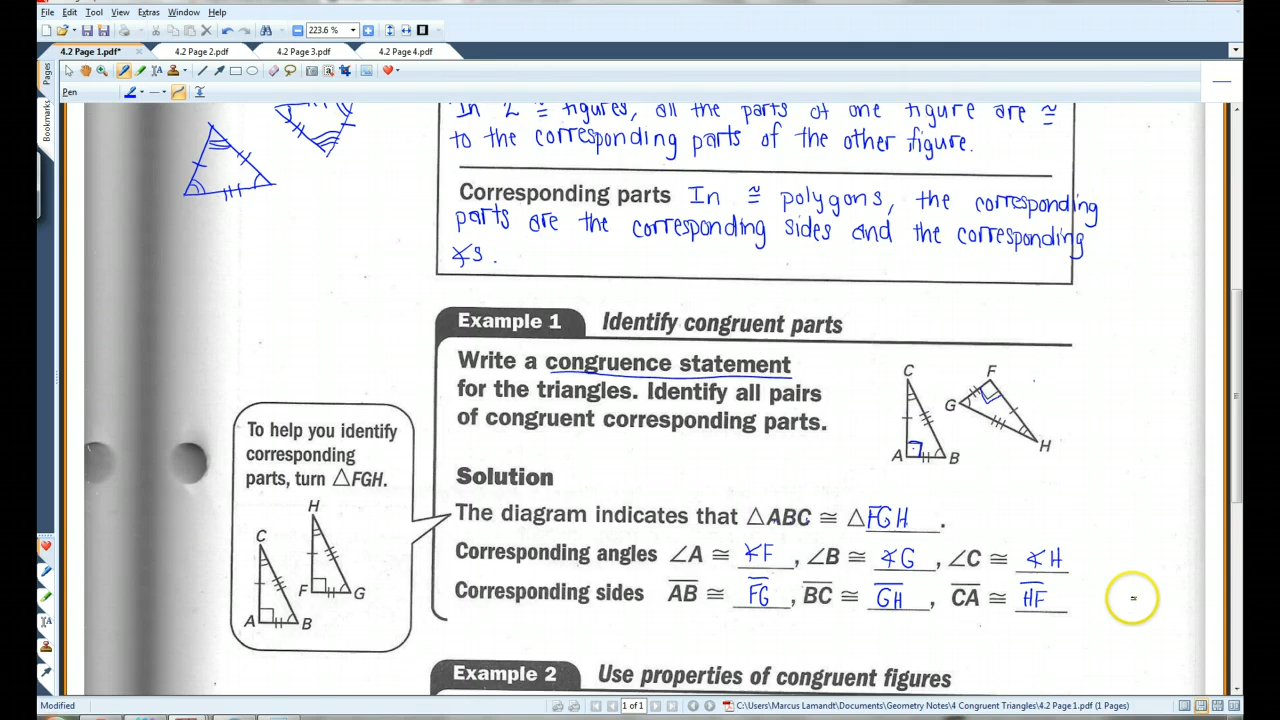 File Edit Tool View Extras Window Help
223.6 %
4.2 Page 1.pdf* 4.2 Page 2.pdf 4.2 Page 3.pdf 4.2 Page 4.pdf
Pen
Pages
Bookmarks
In 2 ≅ figures, all the parts of one figure are ≅
to the corresponding parts of the other figure.
Corresponding parts In ≅ polygons, the corresponding
parts are the corresponding sides and the corresponding
∡s.
Example 1 Identify congruent parts
Write a congruence statement
for the triangles. Identify all pairs
of congruent corresponding parts.
C F G H A B
To help you identify
corresponding
parts, turn △FGH.
H
C
F G
A B
Solution
The diagram indicates that △ABC ≅ △FGH.
Corresponding angles ∠A ≅ ∡F, ∠B ≅ ∡G, ∠C ≅ ∡H
Corresponding sides A̅B̅ ≅ F̅G̅, B̅C̅ ≅ G̅H̅, C̅A̅ ≅ H̅F̅
Example 2 Use properties of congruent figures
Modified
1 of 1
C:\Users\Marcus Lamandt\Documents\Geometry Notes\4 Congruent Triangles\4.2 Page 1.pdf (1 Pages)